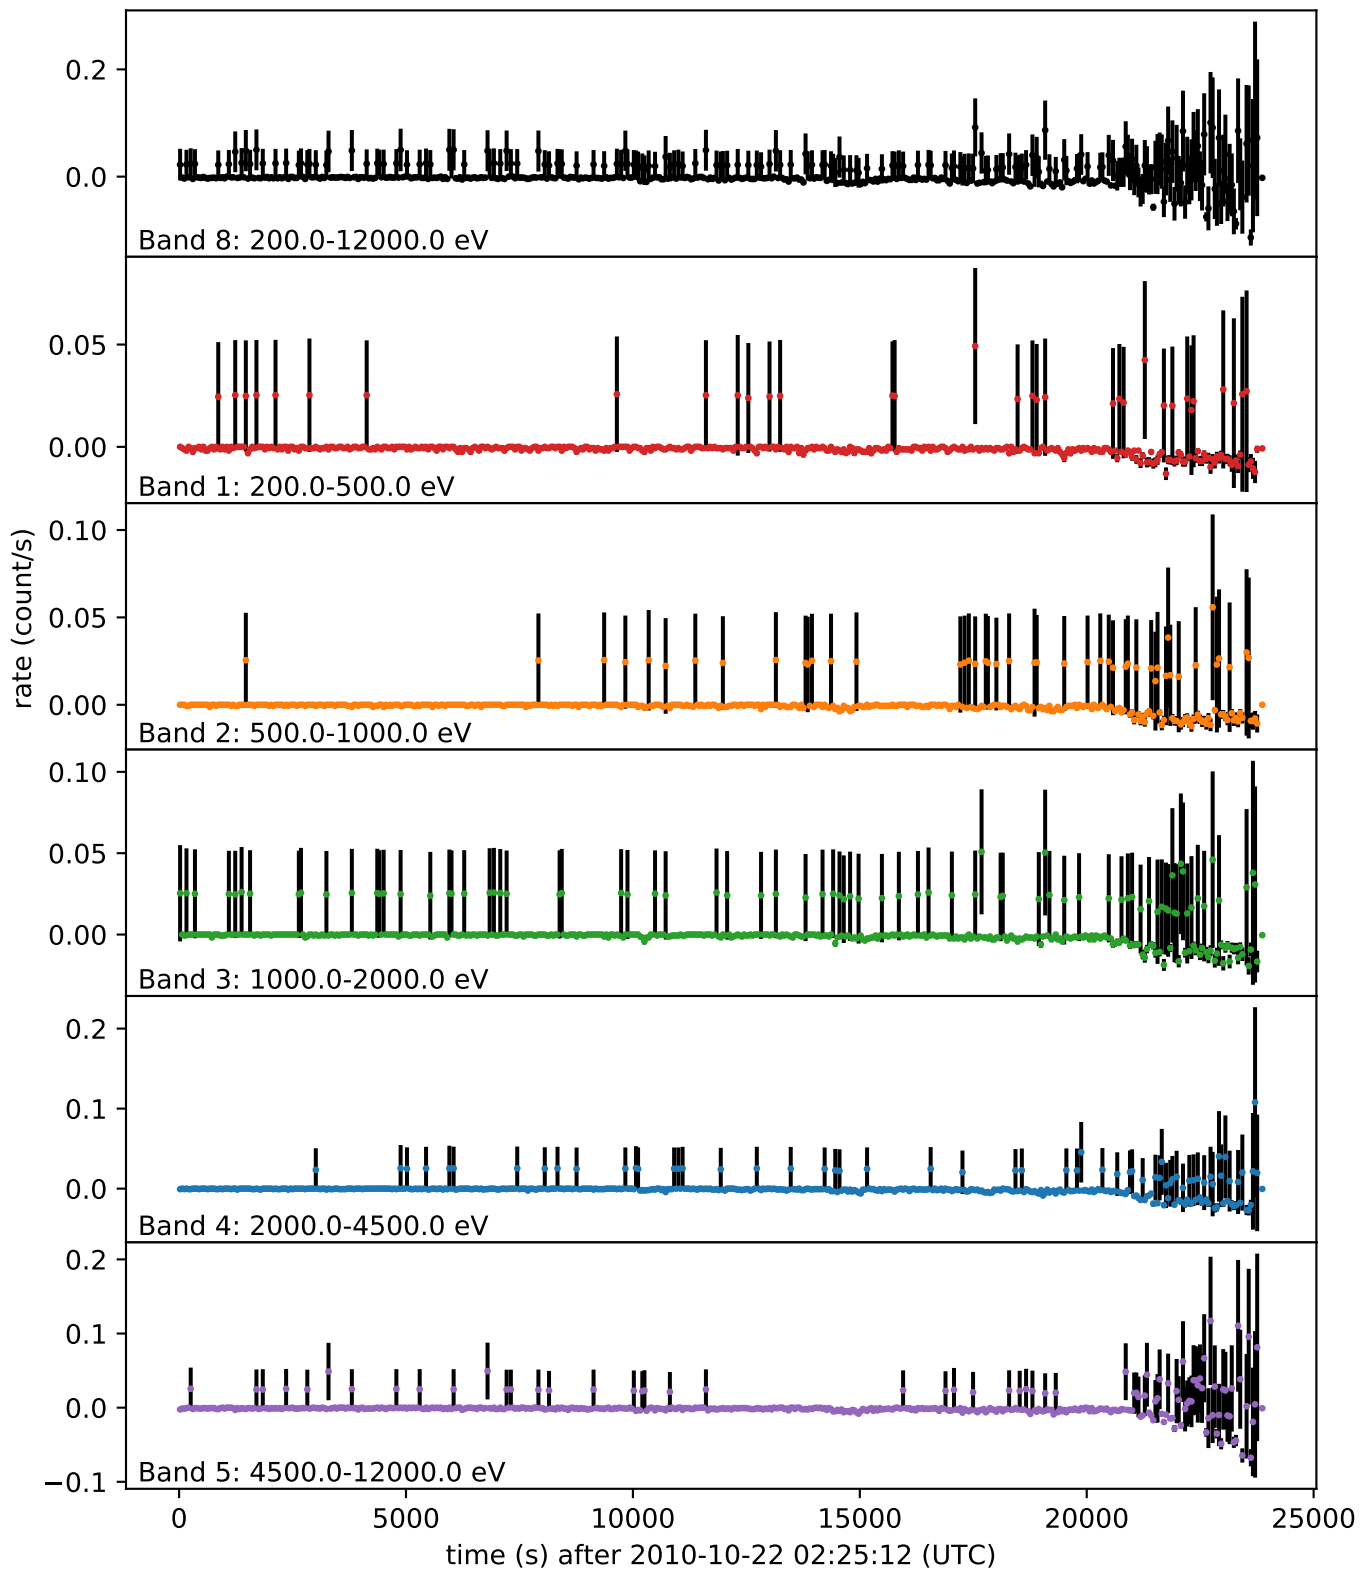 0.2
0.0
Band 8: 200.0-12000.0 eV
0.05
0.00
Band 1: 200.0-500.0 eV
rate (count/s)
0.10
0.05
0.00
Band 2: 500.0-1000.0 eV
0.10
0.05
0.00
Band 3: 1000.0-2000.0 eV
0.2
0.1
0.0
Band 4: 2000.0-4500.0 eV
0.2
0.1
0.0
−0.1
Band 5: 4500.0-12000.0 eV
0 5000 10000 15000 20000 25000
time (s) after 2010-10-22 02:25:12 (UTC)